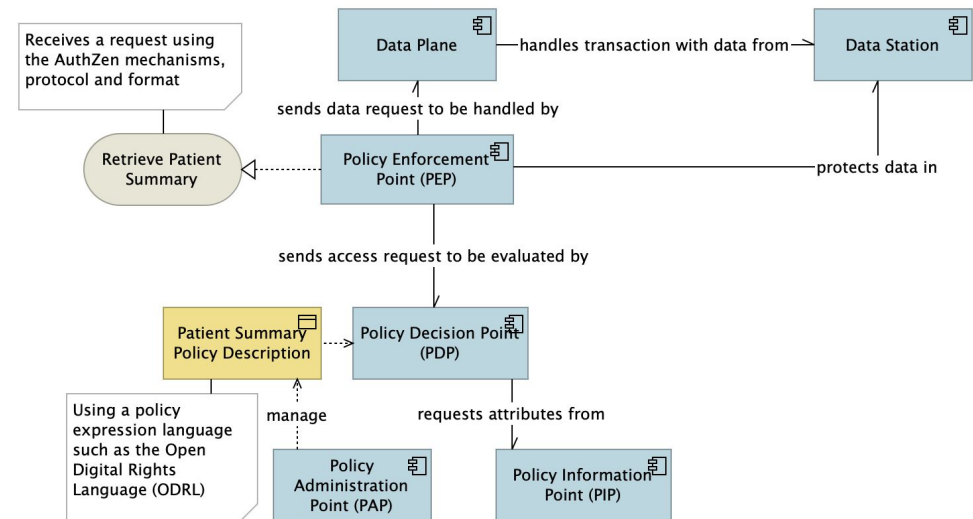 Receives a request using
the AuthZen mechanisms,
protocol and format
Data Plane
handles transaction with data from
Data Station
sends data request to be handled by
Retrieve Patient
Summary
Policy Enforcement
Point (PEP)
protects data in
sends access request to be evaluated by
Patient Summary
Policy Description
Policy Decision Point
(PDP)
Using a policy
expression language
such as the Open
Digital Rights
Language (ODRL)
manage
requests attributes from
Policy
Administration
Point (PAP)
Policy Information
Point (PIP)